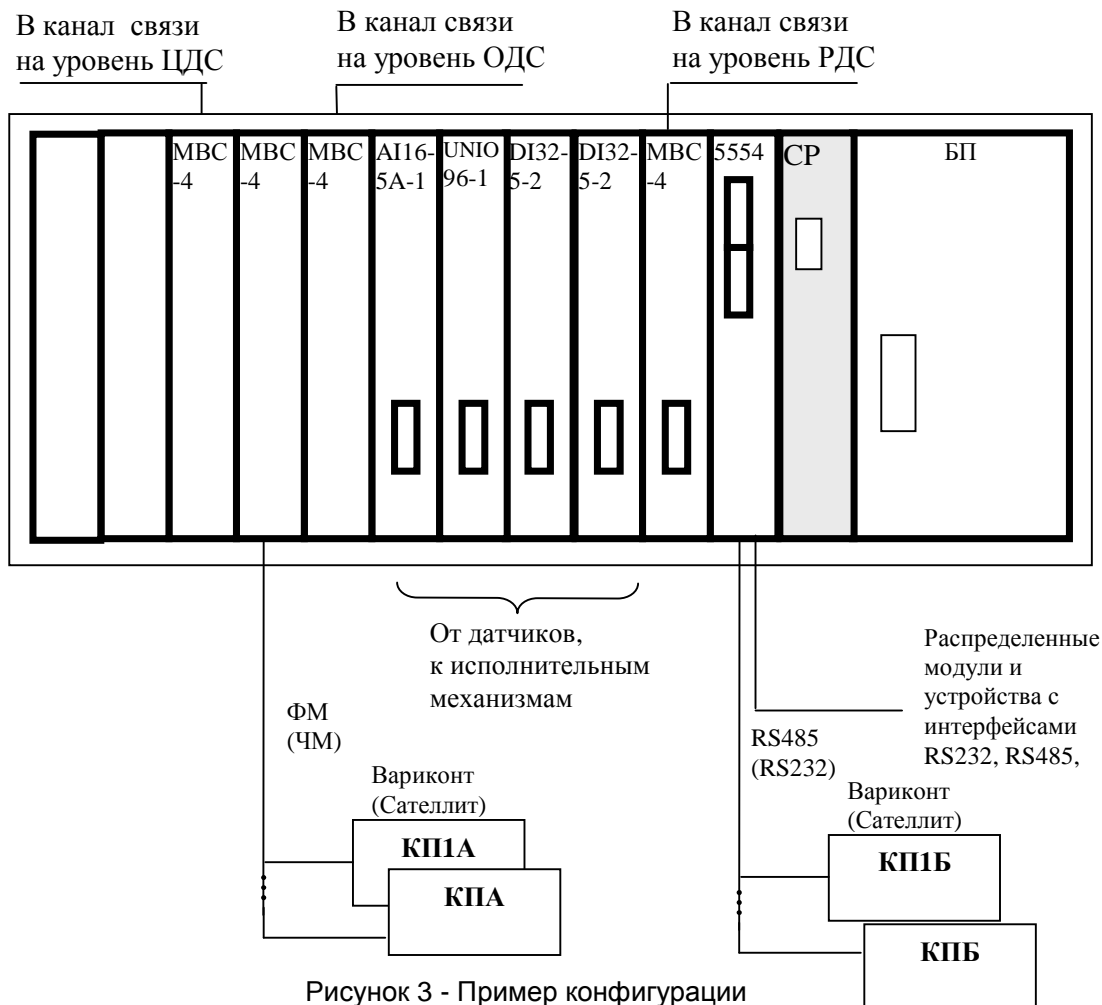 В канал связи
на уровень ЦДС
В канал связи
на уровень ОДС
В канал связи
на уровень РДС
МВС
-4
МВС
-4
МВС
-4
AI16-
5A-1
UNIO
96-1
DI32-
5-2
DI32-
5-2
МВС
-4
5554
CP
БП
От датчиков,
к исполнительным
механизмам
ФМ
(ЧМ)
RS485
(RS232)
Распределенные
модули и
устройства с
интерфейсами
RS232, RS485,
Вариконт
(Сателлит)
КП1А
КПА
Вариконт
(Сателлит)
КП1Б
КПБ
Рисунок 3 - Пример конфигурации